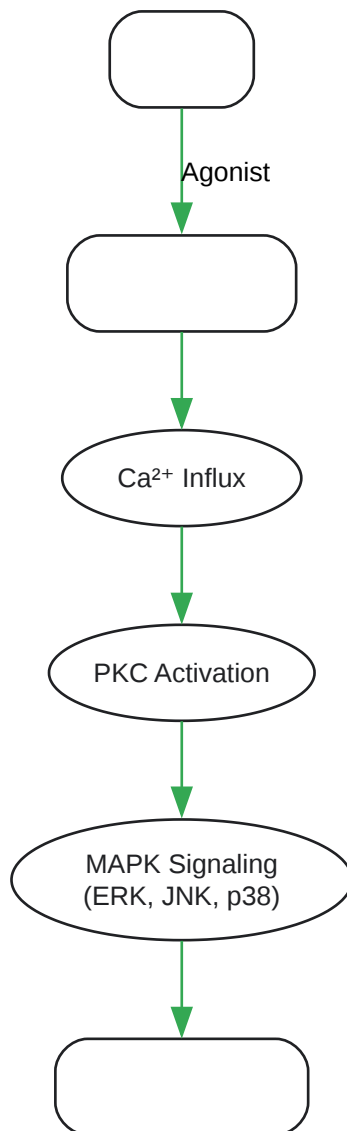 Agonist
Ca²⁺ Influx
PKC Activation
MAPK Signaling
(ERK, JNK, p38)